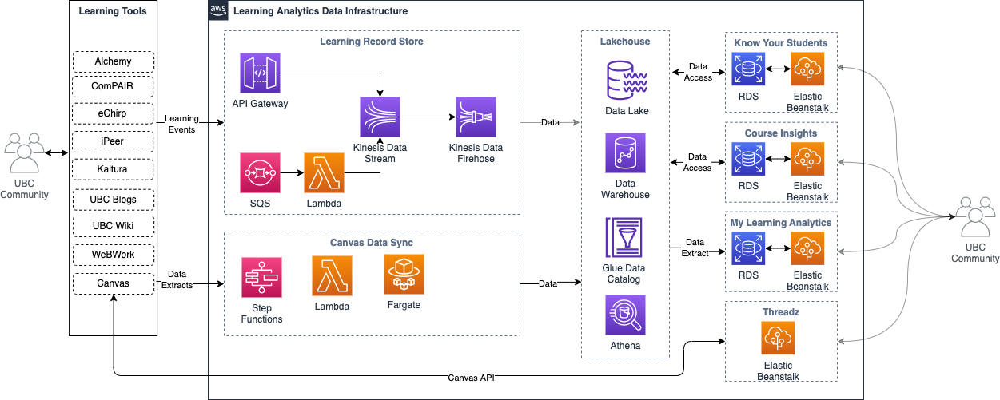 Learning Tools
aws
Learning Analytics Data Infrastructure
Alchemy
ComPAIR
eChirp
iPeer
Kaltura
UBC Blogs
UBC Wiki
WeBWork
Canvas
UBC
Community
Learning
Events
Data
Extracts
Learning Record Store
API Gateway
Kinesis Data
Stream
Kinesis Data
Firehose
SQS
Lambda
Canvas Data Sync
Step
Functions
Lambda
Fargate
Data
Data
Lakehouse
Data Lake
Data
Warehouse
Glue Data
Catalog
Athena
Data
Access
Data
Access
Data
Extract
Know Your Students
RDS
Elastic
Beanstalk
Course Insights
RDS
Elastic
Beanstalk
My Learning Analytics
RDS
Elastic
Beanstalk
Threadz
Elastic
Beanstalk
Canvas API
UBC
Community